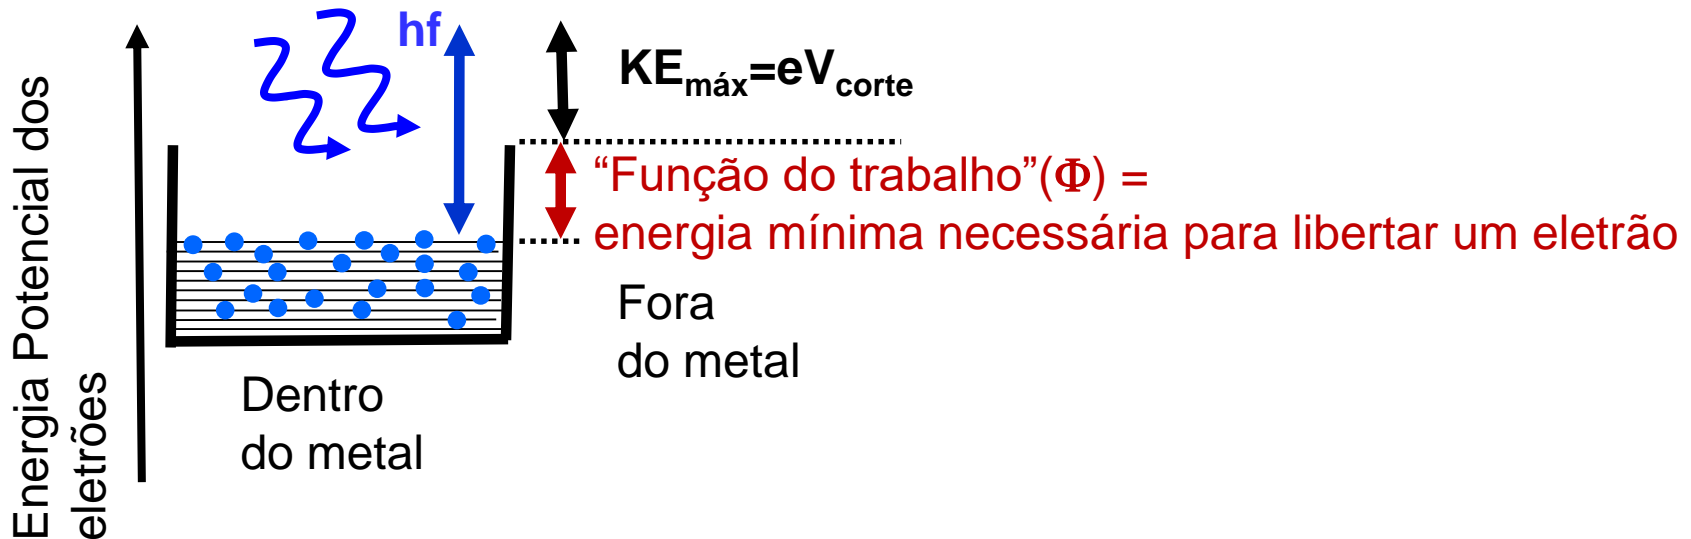 Energia Potencial dos
eletrões
hf
KEmáx=eVcorte
“Função do trabalho”(Φ) =
energia mínima necessária para libertar um eletrão
Fora
do metal
Dentro
do metal